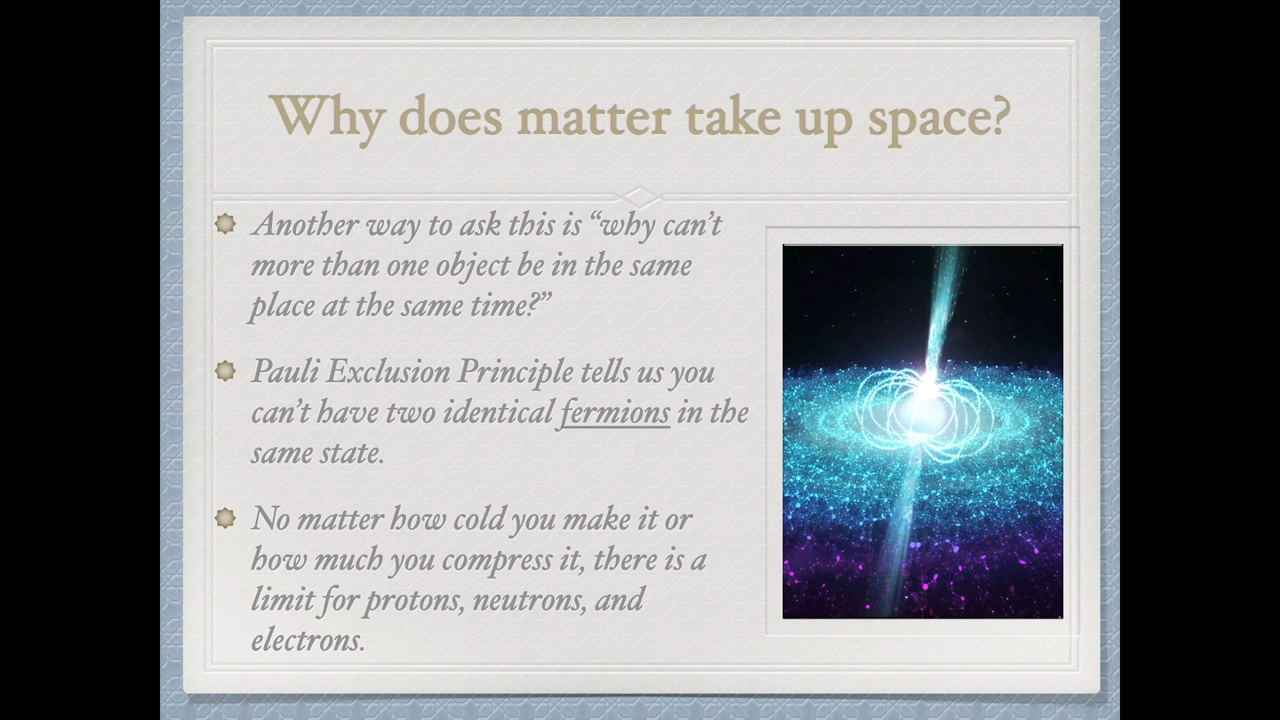 Why does matter take up space?
Another way to ask this is “why can’t
more than one object be in the same
place at the same time?”
Pauli Exclusion Principle tells us you
can’t have two identical fermions in the
same state.
No matter how cold you make it or
how much you compress it, there is a
limit for protons, neutrons, and
electrons.